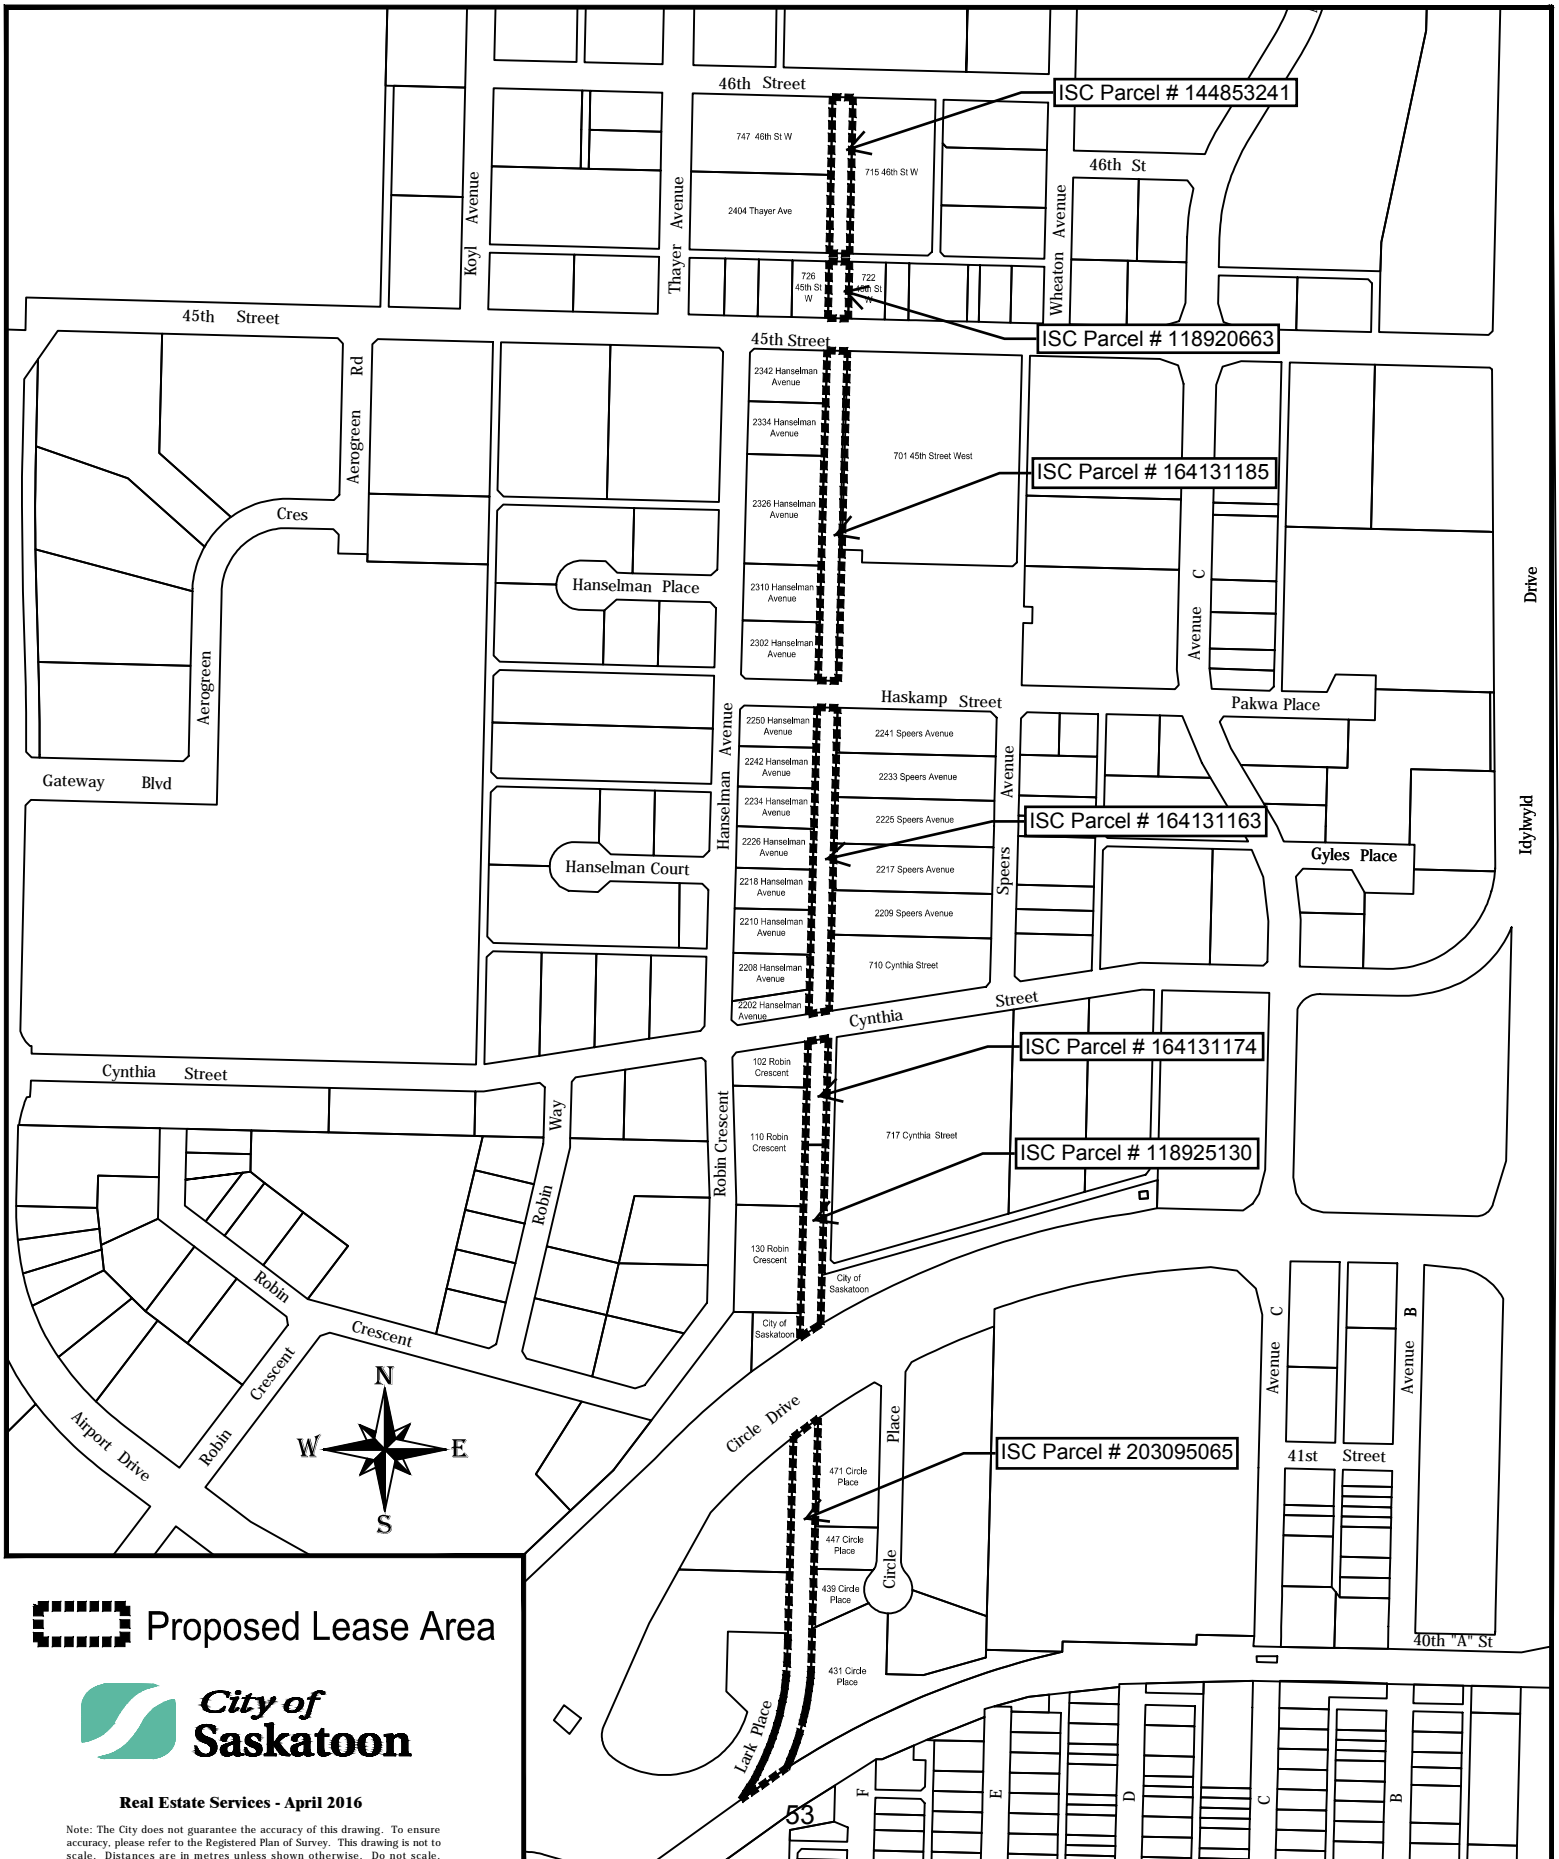 46th Street
ISC Parcel # 144853241
747 46th St W
715 46th St W
46th St
Koyl Avenue
Thayer Avenue
2404 Thayer Ave
Wheaton Avenue
726
45th St
W
722
45th St
W
45th Street
45th Street
ISC Parcel # 118920663
Aerogreen Rd
2342 Hanselman
Avenue
2334 Hanselman
Avenue
701 45th Street West
ISC Parcel # 164131185
2326 Hanselman
Avenue
Cres
Hanselman Place
2310 Hanselman
Avenue
Avenue C
Drive
2302 Hanselman
Avenue
Aerogreen
Haskamp Street
Pakwa Place
Hanselman Avenue
2250 Hanselman
Avenue
2241 Speers Avenue
2242 Hanselman
Avenue
2233 Speers Avenue
Gateway Blvd
2234 Hanselman
Avenue
2225 Speers Avenue
Speers Avenue
ISC Parcel # 164131163
Idylwyld
2226 Hanselman
Avenue
Gyles Place
Hanselman Court
2217 Speers Avenue
2218 Hanselman
Avenue
2210 Hanselman
Avenue
2209 Speers Avenue
2208 Hanselman
Avenue
710 Cynthia Street
2202 Hanselman
Avenue
Cynthia Street
ISC Parcel # 164131174
Cynthia Street
102 Robin
Crescent
Robin Way
Robin Crescent
110 Robin
Crescent
717 Cynthia Street
ISC Parcel # 118925130
130 Robin
Crescent
City of
Saskatoon
City of
Saskatoon
Robin
Crescent
Robin Crescent
Airport Drive
N
W E
S
Circle Drive
Circle Place
Avenue C
Avenue B
ISC Parcel # 203095065
41st Street
471 Circle
Place
447 Circle
Place
439 Circle
Place
431 Circle
Place
Lark Place
40th "A" St
F
E
D
C
B
53
Proposed Lease Area
City of
Saskatoon
Real Estate Services - April 2016
Note: The City does not guarantee the accuracy of this drawing. To ensure
accuracy, please refer to the Registered Plan of Survey. This drawing is not to
scale. Distances are in metres unless shown otherwise. Do not scale.